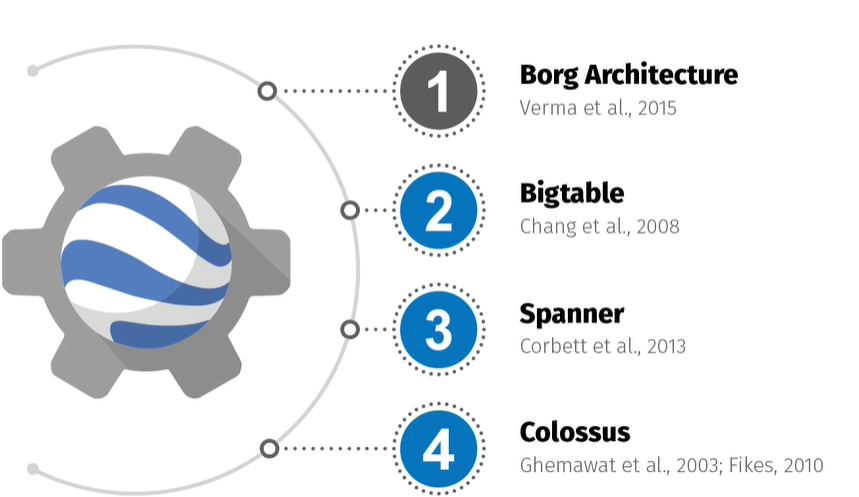 1
Borg Architecture
Verma et al., 2015
2
Bigtable
Chang et al., 2008
3
Spanner
Corbett et al., 2013
4
Colossus
Ghemawat et al., 2003; Fikes, 2010